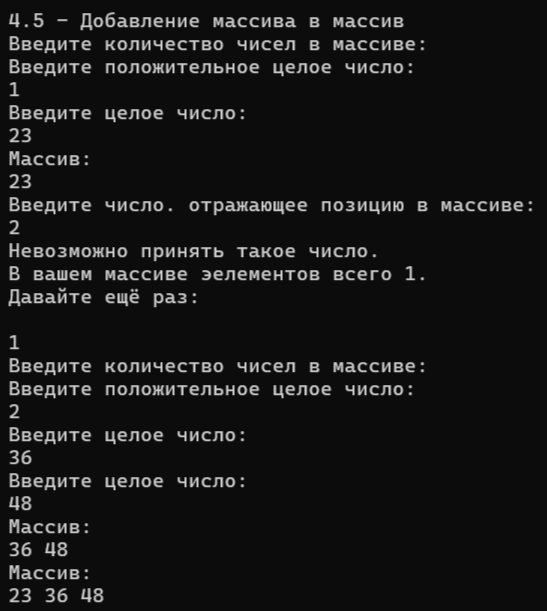 4.5 – Добавление массива в массив
Введите количество чисел в массиве:
Введите положительное целое число:
1
Введите целое число:
23
Массив:
23
Введите число. отражающее позицию в массиве:
2
Невозможно принять такое число.
В вашем массиве эелементов всего 1.
Давайте ещё раз:
1
Введите количество чисел в массиве:
Введите положительное целое число:
2
Введите целое число:
36
Введите целое число:
48
Массив:
36 48
Массив:
23 36 48